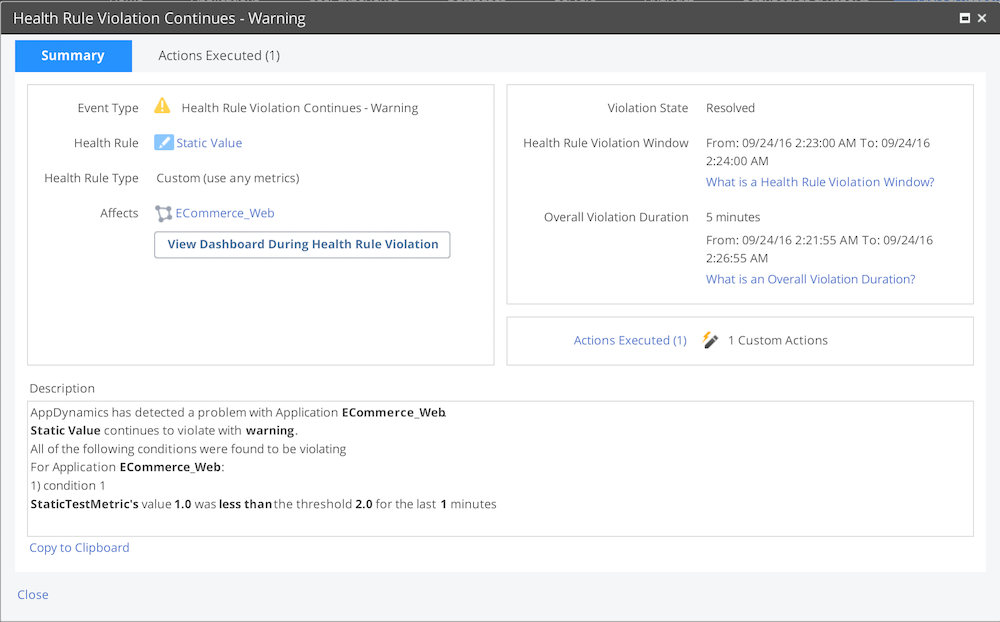 Health Rule Violation Continues - Warning
Summary
Actions Executed (1)
Event Type
Health Rule Violation Continues - Warning
Health Rule
Static Value
Health Rule Type
Custom (use any metrics)
Affects
ECommerce_Web
View Dashboard During Health Rule Violation
Violation State
Resolved
Health Rule Violation Window
From: 09/24/16 2:23:00 AM To: 09/24/16
2:24:00 AM
What is a Health Rule Violation Window?
Overall Violation Duration
5 minutes
From: 09/24/16 2:21:55 AM To: 09/24/16
2:26:55 AM
What is an Overall Violation Duration?
Actions Executed (1)
1 Custom Actions
Description
AppDynamics has detected a problem with Application ECommerce_Web.
Static Value continues to violate with warning.
All of the following conditions were found to be violating
For Application ECommerce_Web:
1) condition 1
StaticTestMetric's value 1.0 was less than the threshold 2.0 for the last 1 minutes
Copy to Clipboard
Close